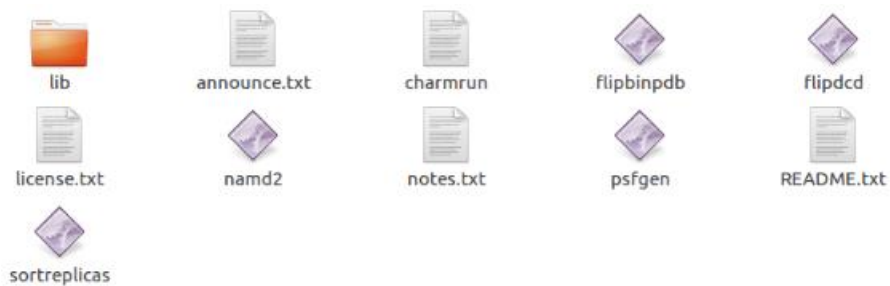 lib
announce.txt
charmrun
flipbinpdb
flipdcd
license.txt
namd2
notes.txt
psfgen
README.txt
sortreplicas